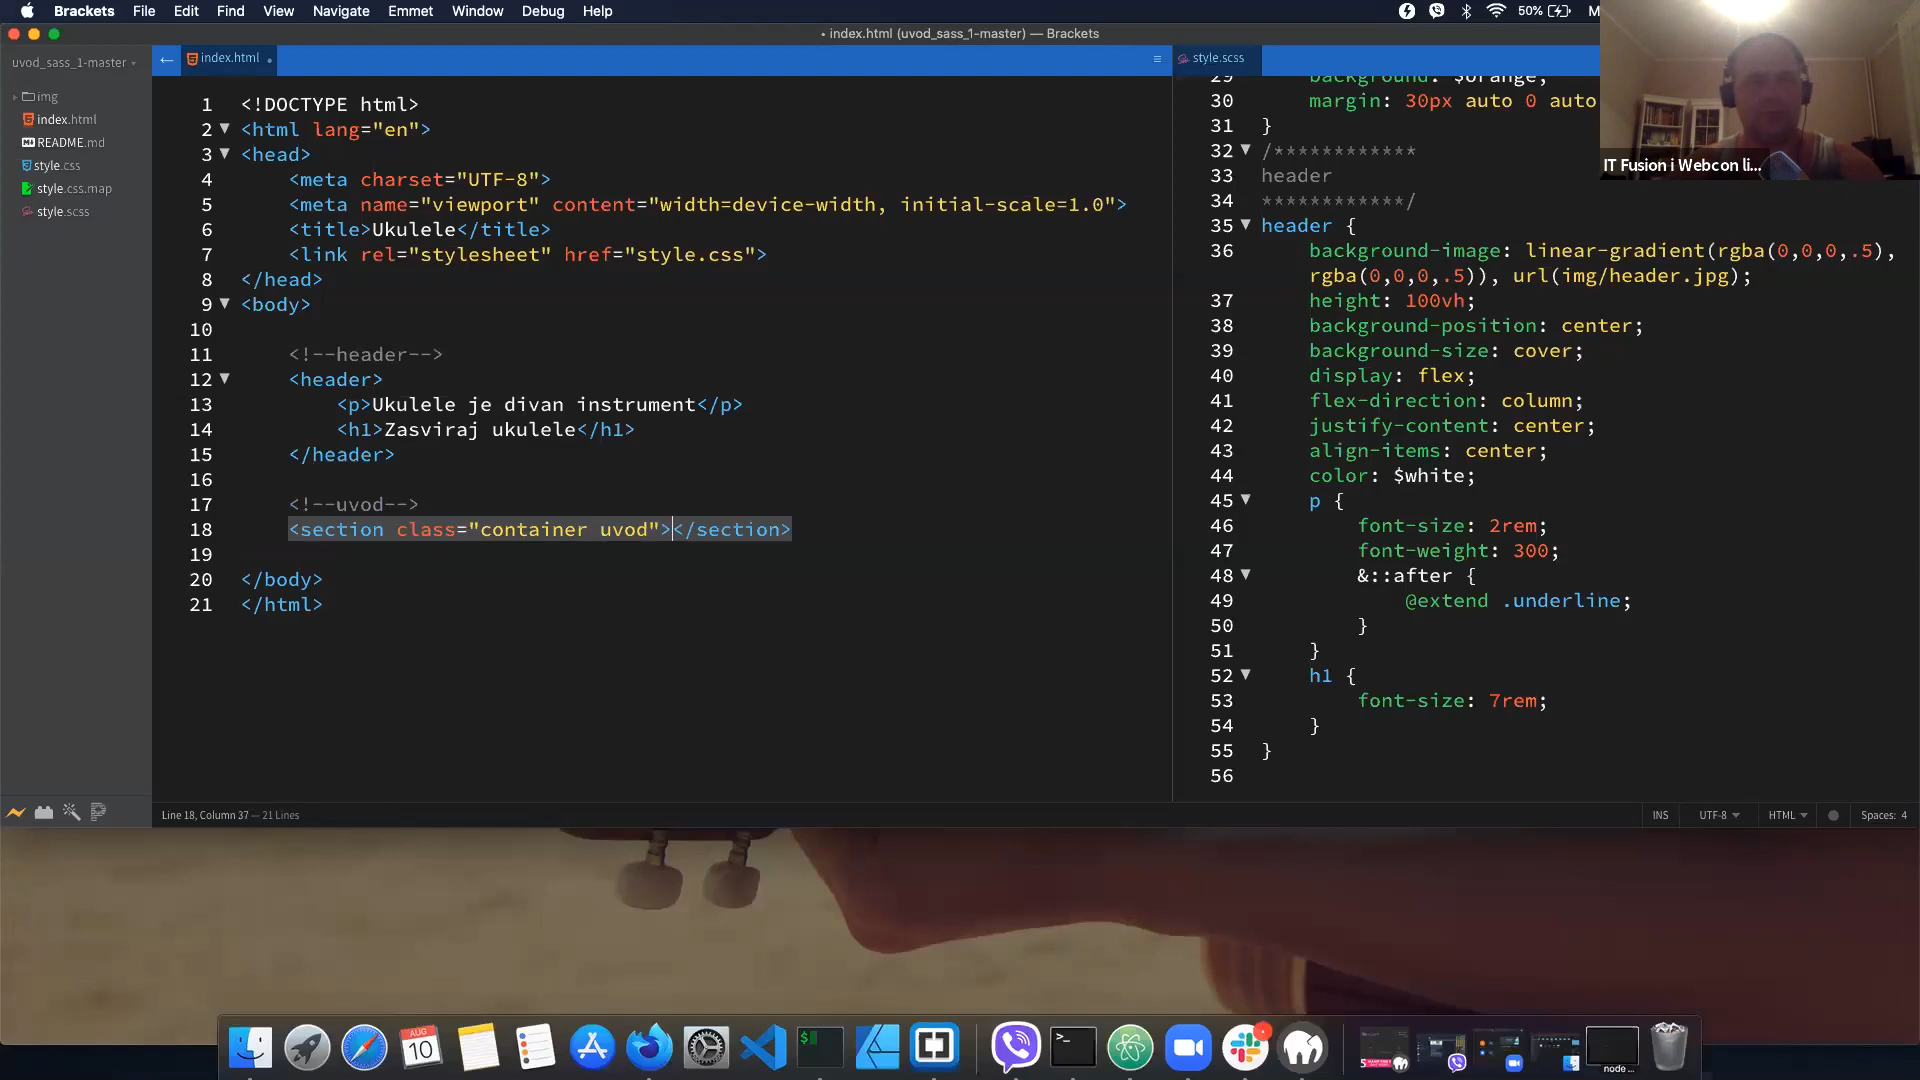 Brackets File Edit Find View Navigate Emmet Window Debug Help
50%
• index.html (uvod_sass_1-master) — Brackets
uvod_sass_1-master
img
index.html
README.md
style.css
style.css.map
style.scss
index.html
1 <!DOCTYPE html>
2 <html lang="en">
3 <head>
4 <meta charset="UTF-8">
5 <meta name="viewport" content="width=device-width, initial-scale=1.0">
6 <title>Ukulele</title>
7 <link rel="stylesheet" href="style.css">
8 </head>
9 <body>
10
11 <!--header-->
12 <header>
13 <p>Ukulele je divan instrument</p>
14 <h1>Zasviraj ukulele</h1>
15 </header>
16
17 <!--uvod-->
18 <section class="container uvod"></section>
19
20 </body>
21 </html>
style.scss
29 background: $orange;
30 margin: 30px auto 0 auto
31 }
32 /************
33 header
34 ************/
35 header {
36 background-image: linear-gradient(rgba(0,0,0,.5),
rgba(0,0,0,.5)), url(img/header.jpg);
37 height: 100vh;
38 background-position: center;
39 background-size: cover;
40 display: flex;
41 flex-direction: column;
42 justify-content: center;
43 align-items: center;
44 color: $white;
45 p {
46 font-size: 2rem;
47 font-weight: 300;
48 &::after {
49 @extend .underline;
50 }
51 }
52 h1 {
53 font-size: 7rem;
54 }
55 }
56
IT Fusion i Webcon li...
Line 18, Column 37 — 21 Lines
INS UTF-8 HTML Spaces: 4
AUG
10
$
>_
5
node ...